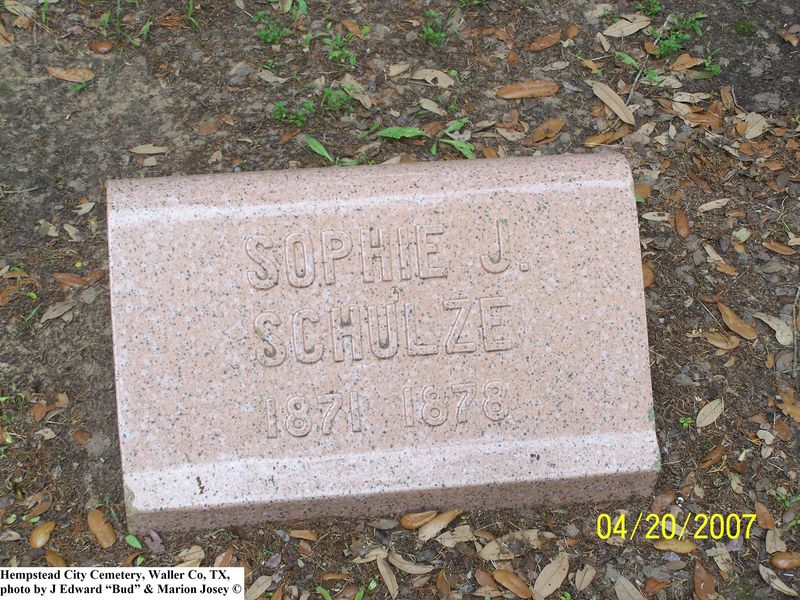 SOPHIE J.
SCHULZE
1871 1878
04/20/2007
Hempstead City Cemetery, Waller Co, TX,
photo by J Edward “Bud” & Marion Josey ©